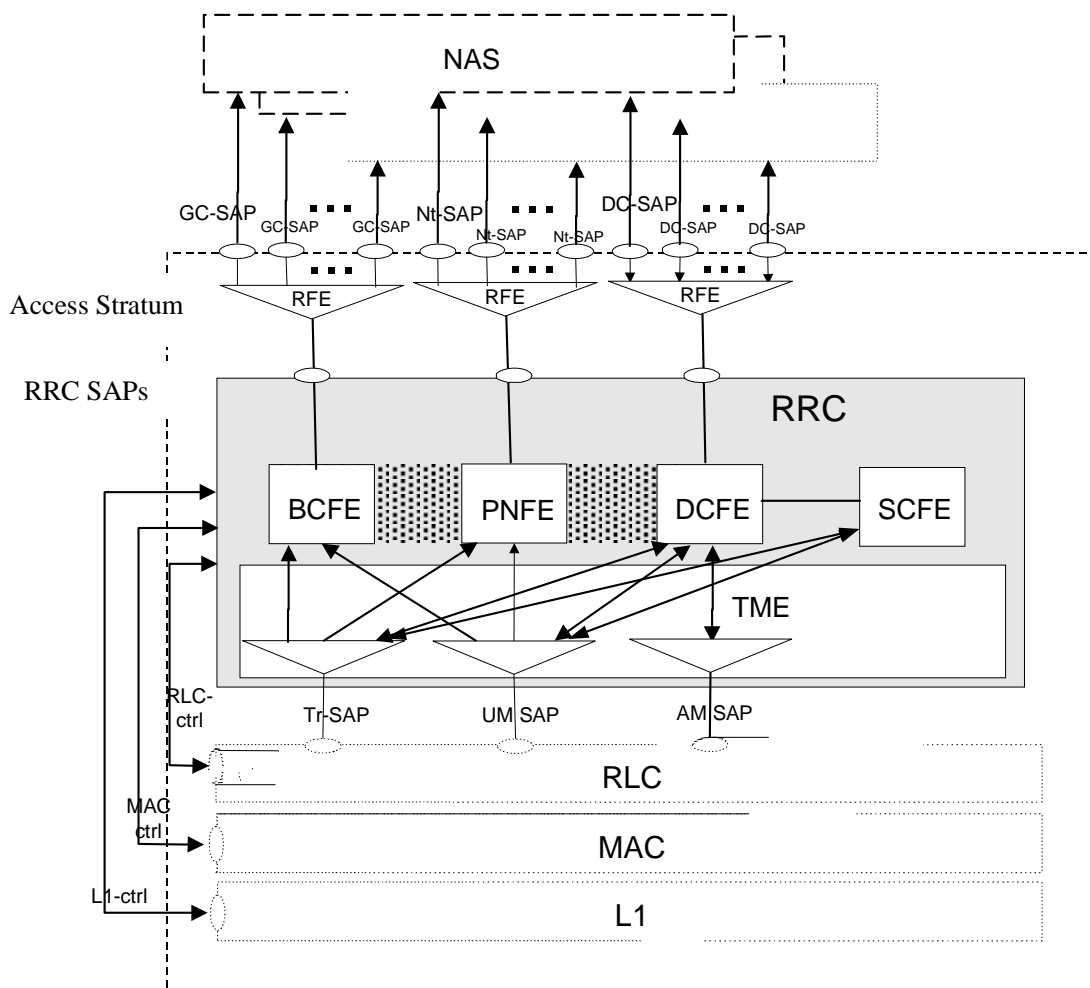 NAS
GC-SAP
GC-SAP
GC-SAP
Nt-SAP
Nt-SAP
Nt-SAP
DC-SAP
DC-SAP
DC-SAP
RFE
RFE
RFE
Access Stratum
RRC SAPs
RRC
BCFE
PNFE
DCFE
SCFE
TME
RLC-
ctrl
Tr-SAP
UM SAP
AM SAP
RLC
MAC
ctrl
MAC
L1-ctrl
L1